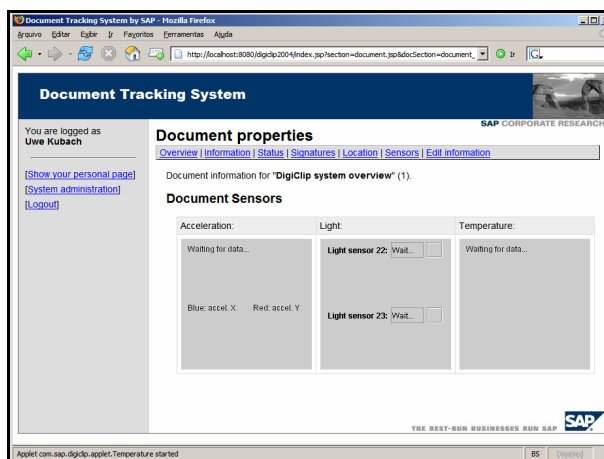 Document Tracking System by SAP - Mozilla Firefox
Arquivo Editar Exibir Ir Favoritos Ferramentas Ajuda
http://localhost:8080/digiclip2004/index.jsp?section=document.jsp&docSection=document_ Ir G
Document Tracking System
SAP CORPORATE RESEARCH
You are logged as
Uwe Kubach
[Show your personal page]
[System administration]
[Logout]
Document properties
Overview | Information | Status | Signatures | Location | Sensors | Edit information
Document information for "DigiClip system overview" (1).
Document Sensors
Acceleration: Light: Temperature:
Waiting for data... Light sensor 22: Wait... Waiting for data...
Blue: accel. X Red: accel. Y Light sensor 23: Wait...
THE BEST-RUN BUSINESSES RUN SAP SAP
Applet com.sap.digiclip.applet.Temperature started BS Disabled